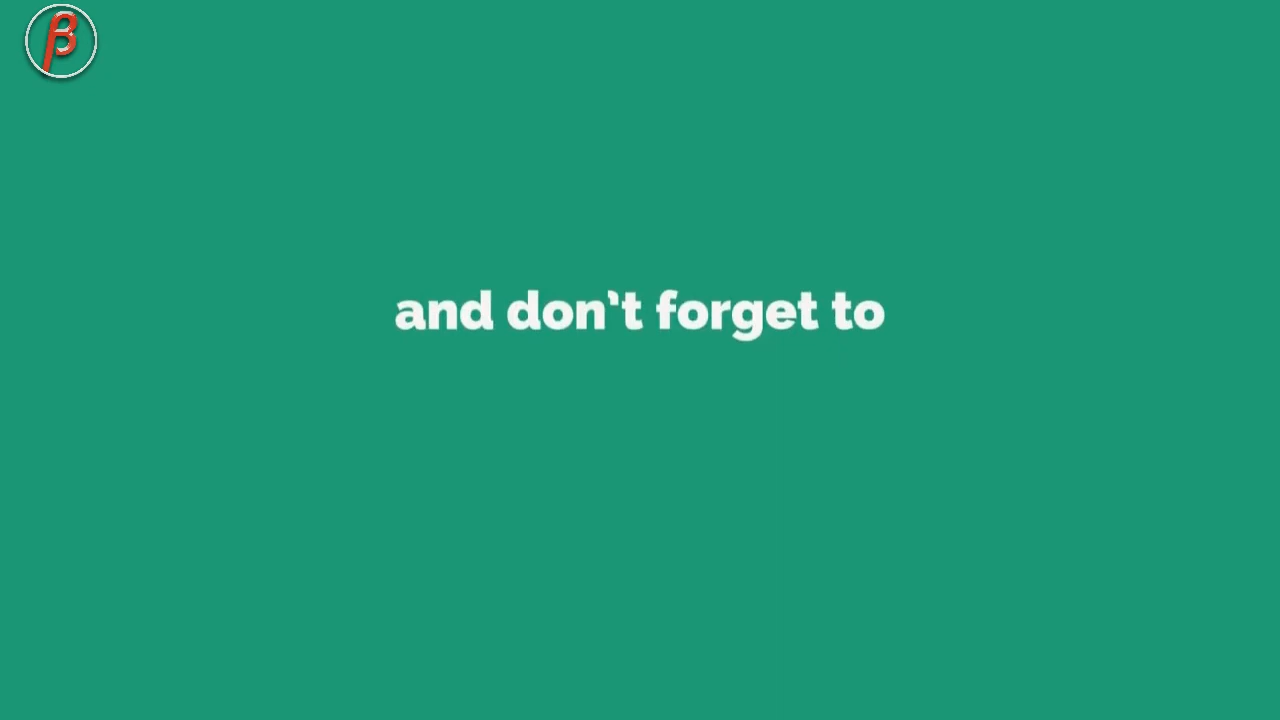 β
and don’t forget to